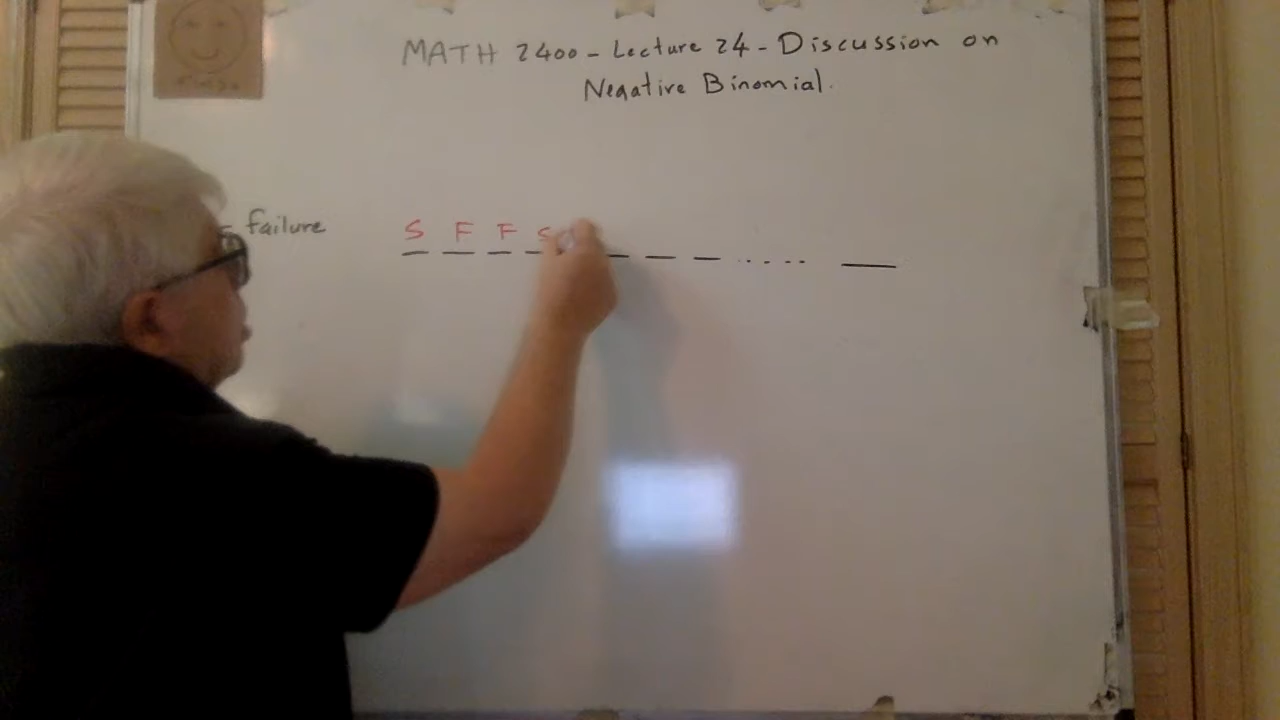 MATH 2400 - Lecture 24 - Discussion on
Negative Binomial.
failure S F F S